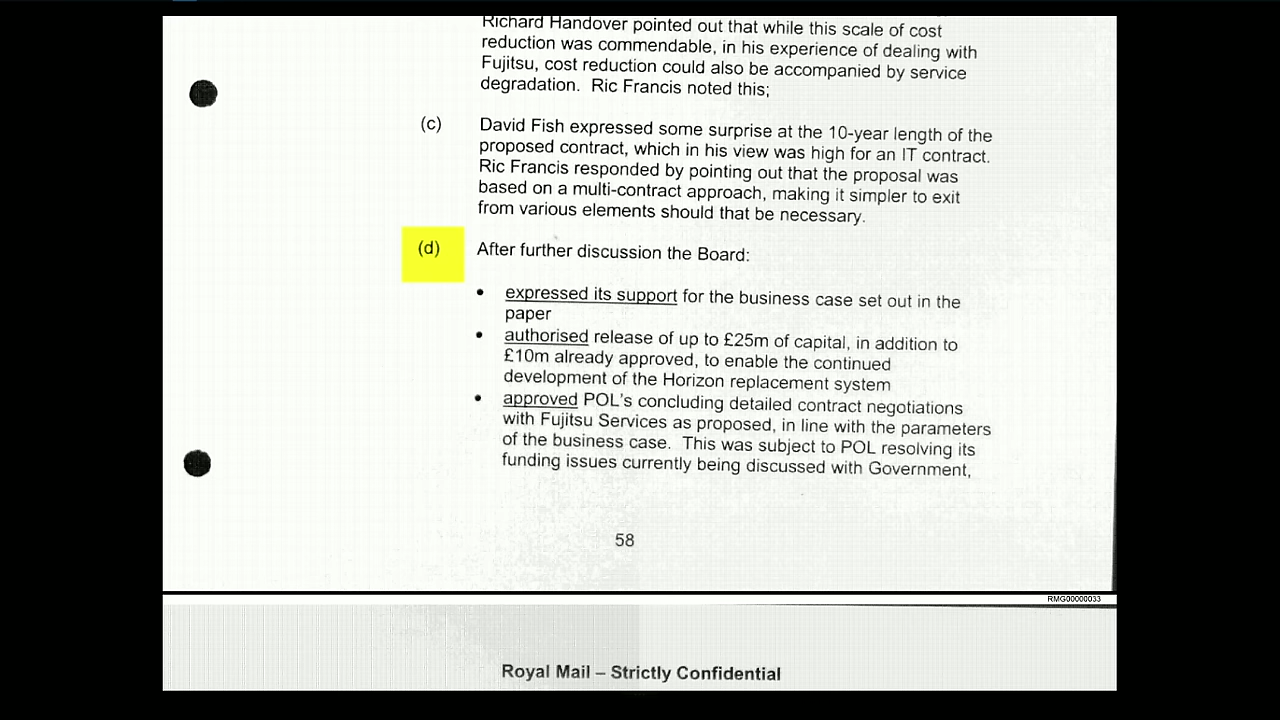 Richard Handover pointed out that while this scale of cost
reduction was commendable, in his experience of dealing with
Fujitsu, cost reduction could also be accompanied by service
degradation. Ric Francis noted this;
(c) David Fish expressed some surprise at the 10-year length of the
proposed contract, which in his view was high for an IT contract.
Ric Francis responded by pointing out that the proposal was
based on a multi-contract approach, making it simpler to exit
from various elements should that be necessary.
(d) After further discussion the Board:
• expressed its support for the business case set out in the
paper
• authorised release of up to £25m of capital, in addition to
£10m already approved, to enable the continued
development of the Horizon replacement system
• approved POL's concluding detailed contract negotiations
with Fujitsu Services as proposed, in line with the parameters
of the business case. This was subject to POL resolving its
funding issues currently being discussed with Government,
58
RMG00000033
Royal Mail – Strictly Confidential